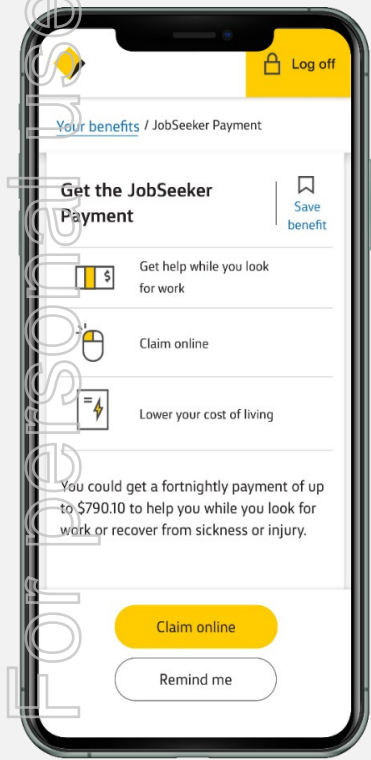 Log off
Your benefits / JobSeeker Payment
Get the JobSeeker
Payment
Save
benefit
$
Get help while you look
for work
Claim online
Lower your cost of living
You could get a fortnightly payment of up
to $790.10 to help you while you look for
work or recover from sickness or injury.
Claim online
Remind me
For personal use